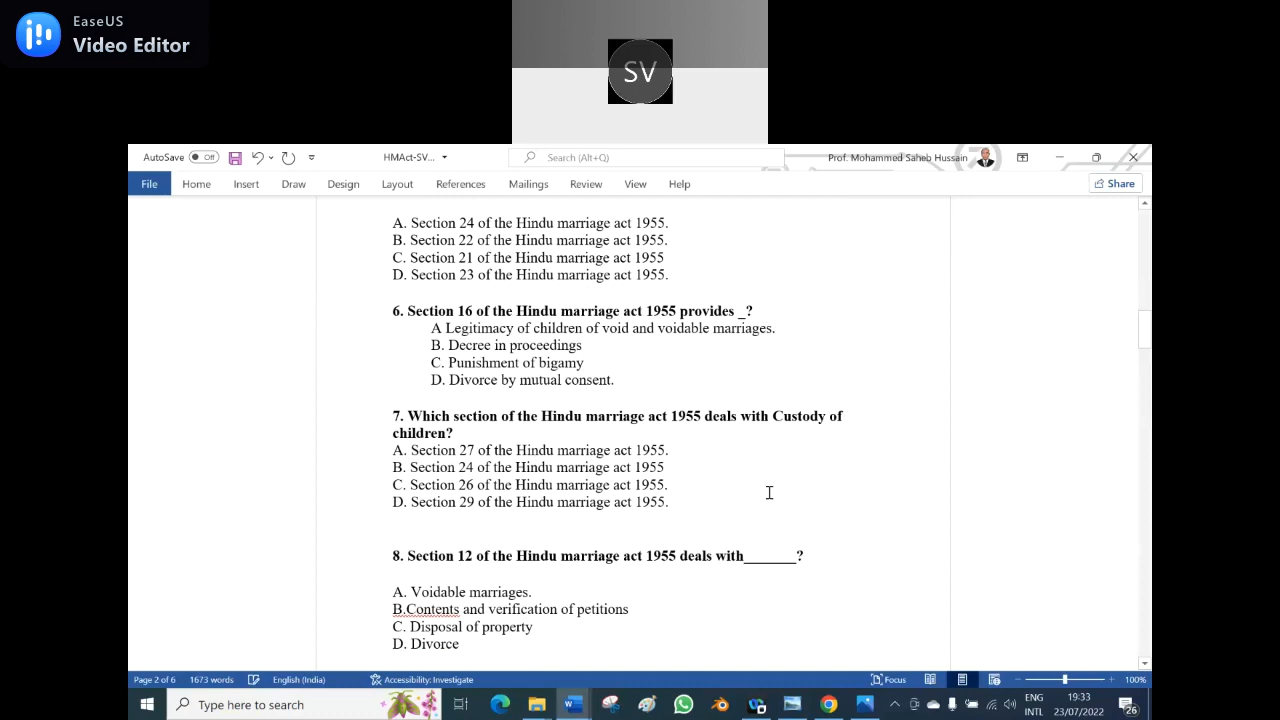 EaseUS
Video Editor
SV
AutoSave Off HMAct-SV... Search (Alt+Q) Prof. Mohammed Saheb Hussain
File Home Insert Draw Design Layout References Mailings Review View Help Share
A. Section 24 of the Hindu marriage act 1955.
B. Section 22 of the Hindu marriage act 1955.
C. Section 21 of the Hindu marriage act 1955
D. Section 23 of the Hindu marriage act 1955.
6. Section 16 of the Hindu marriage act 1955 provides _?
A Legitimacy of children of void and voidable marriages.
B. Decree in proceedings
C. Punishment of bigamy
D. Divorce by mutual consent.
7. Which section of the Hindu marriage act 1955 deals with Custody of
children?
A. Section 27 of the Hindu marriage act 1955.
B. Section 24 of the Hindu marriage act 1955
C. Section 26 of the Hindu marriage act 1955.
D. Section 29 of the Hindu marriage act 1955.
8. Section 12 of the Hindu marriage act 1955 deals with_______?
A. Voidable marriages.
B.Contents and verification of petitions
C. Disposal of property
D. Divorce
Page 2 of 6 1673 words English (India) Accessibility: Investigate Focus 100%
Type here to search ENG 19:33
INTL 23/07/2022 26